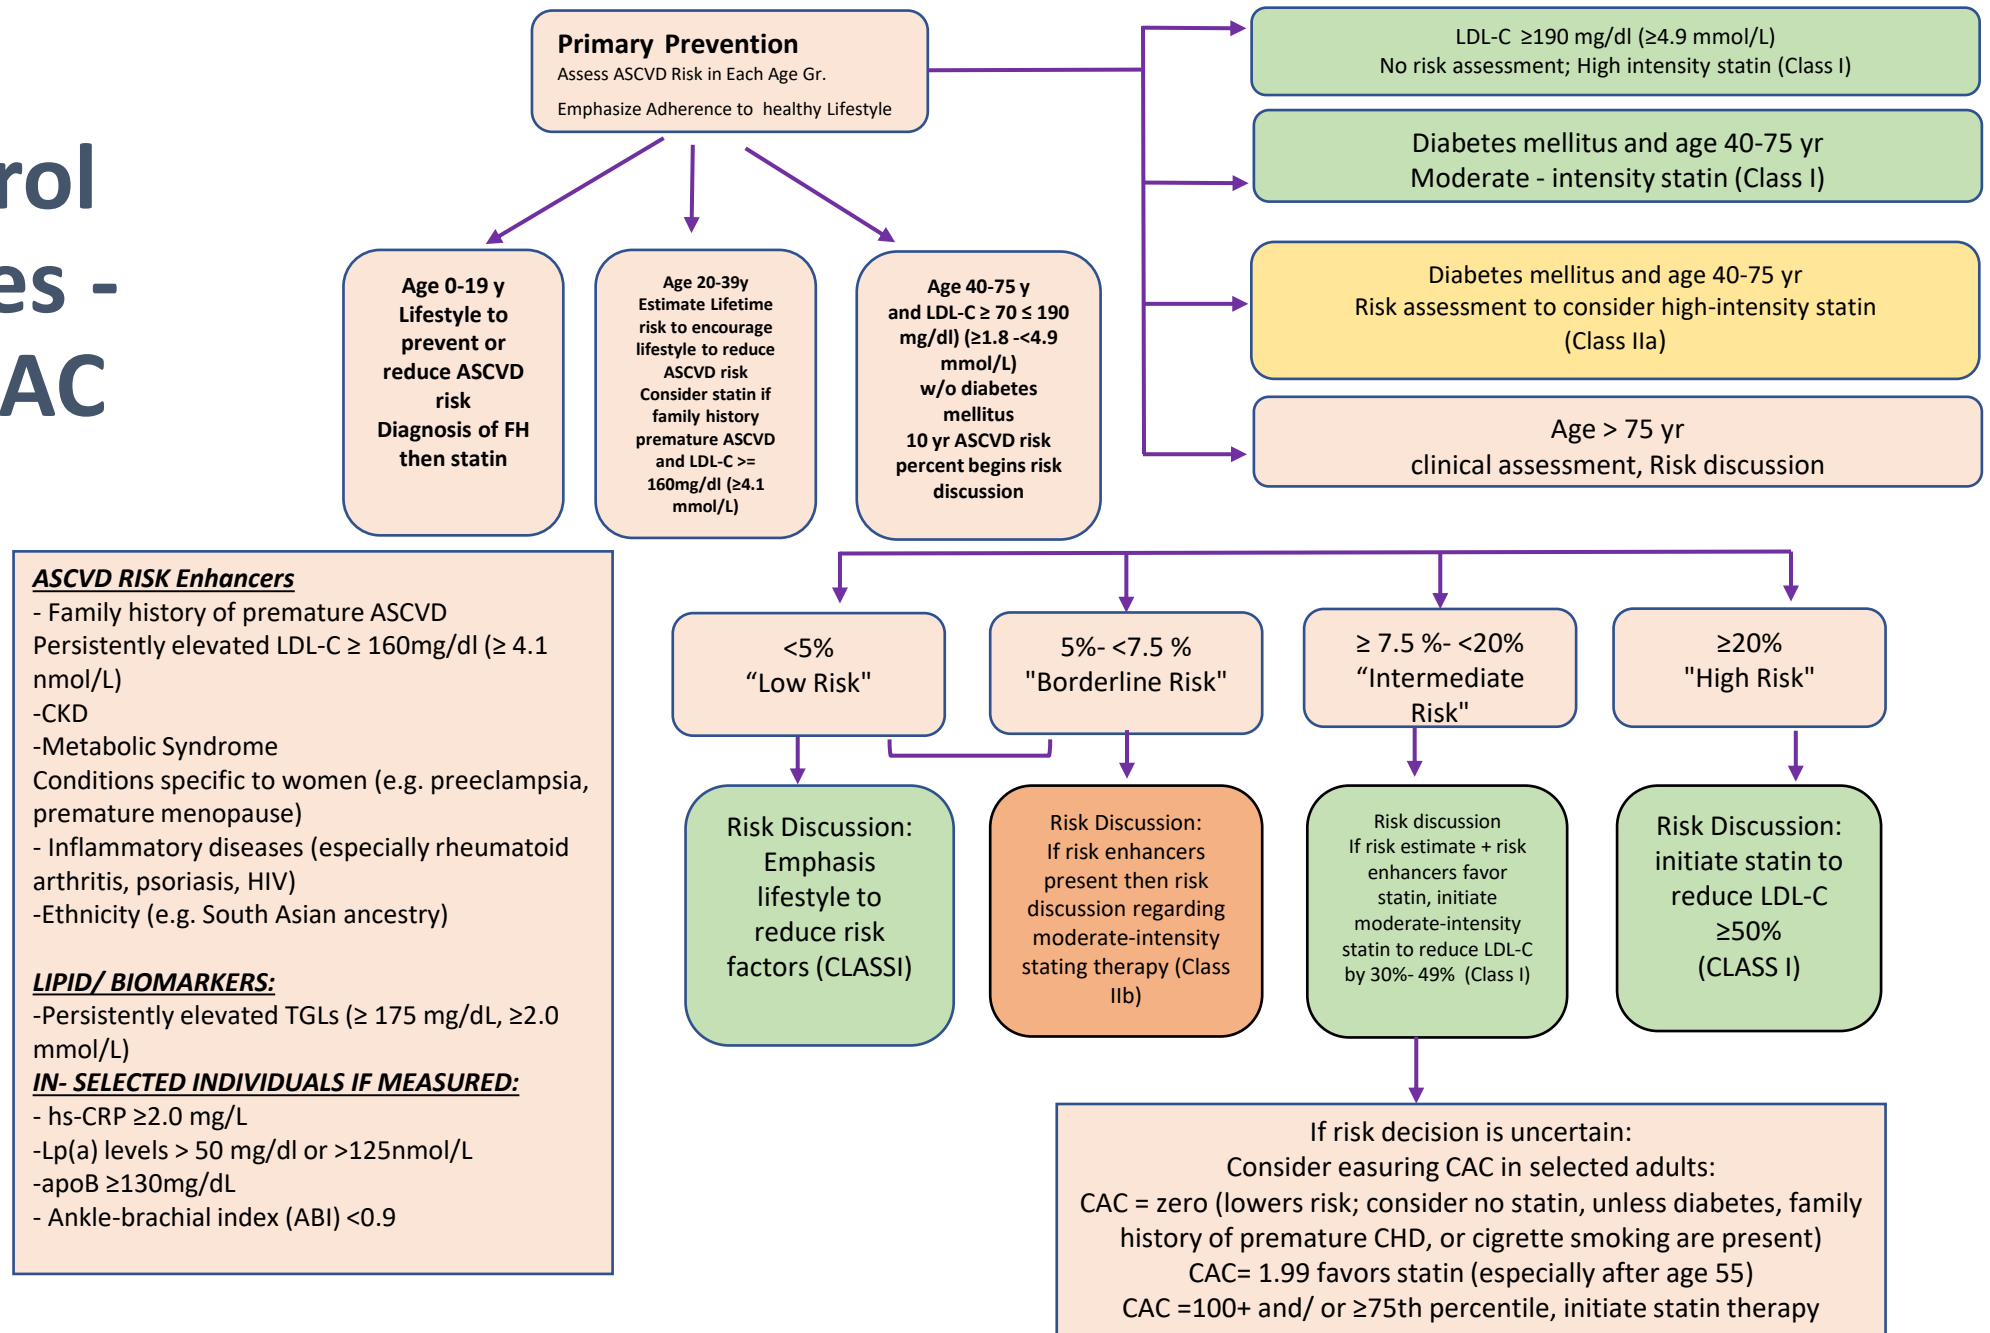 rol
es -
AC
Primary Prevention
Assess ASCVD Risk in Each Age Gr.
Emphasize Adherence to healthy Lifestyle
LDL-C ≥190 mg/dl (≥4.9 mmol/L)
No risk assessment; High intensity statin (Class I)
Diabetes mellitus and age 40-75 yr
Moderate - intensity statin (Class I)
Diabetes mellitus and age 40-75 yr
Risk assessment to consider high-intensity statin
(Class IIa)
Age > 75 yr
clinical assessment, Risk discussion
Age 0-19 y
Lifestyle to
prevent or
reduce ASCVD
risk
Diagnosis of FH
then statin
Age 20-39y
Estimate Lifetime
risk to encourage
lifestyle to reduce
ASCVD risk
Consider statin if
family history
premature ASCVD
and LDL-C >=
160mg/dl (≥4.1
mmol/L)
Age 40-75 y
and LDL-C ≥ 70 ≤ 190
mg/dl) (≥1.8 -<4.9
mmol/L)
w/o diabetes
mellitus
10 yr ASCVD risk
percent begins risk
discussion
ASCVD RISK Enhancers
- Family history of premature ASCVD
Persistently elevated LDL-C ≥ 160mg/dl (≥ 4.1
nmol/L)
-CKD
-Metabolic Syndrome
Conditions specific to women (e.g. preeclampsia,
premature menopause)
- Inflammatory diseases (especially rheumatoid
arthritis, psoriasis, HIV)
-Ethnicity (e.g. South Asian ancestry)
LIPID/ BIOMARKERS:
-Persistently elevated TGLs (≥ 175 mg/dL, ≥2.0
mmol/L)
IN- SELECTED INDIVIDUALS IF MEASURED:
- hs-CRP ≥2.0 mg/L
-Lp(a) levels > 50 mg/dl or >125nmol/L
-apoB ≥130mg/dL
- Ankle-brachial index (ABI) <0.9
<5%
“Low Risk"
5%- <7.5 %
"Borderline Risk"
≥ 7.5 %- <20%
“Intermediate
Risk"
≥20%
"High Risk"
Risk Discussion:
Emphasis
lifestyle to
reduce risk
factors (CLASSI)
Risk Discussion:
If risk enhancers
present then risk
discussion regarding
moderate-intensity
stating therapy (Class
IIb)
Risk discussion
If risk estimate + risk
enhancers favor
statin, initiate
moderate-intensity
statin to reduce LDL-C
by 30%- 49% (Class I)
Risk Discussion:
initiate statin to
reduce LDL-C
≥50%
(CLASS I)
If risk decision is uncertain:
Consider easuring CAC in selected adults:
CAC = zero (lowers risk; consider no statin, unless diabetes, family
history of premature CHD, or cigrette smoking are present)
CAC= 1.99 favors statin (especially after age 55)
CAC =100+ and/ or ≥75th percentile, initiate statin therapy